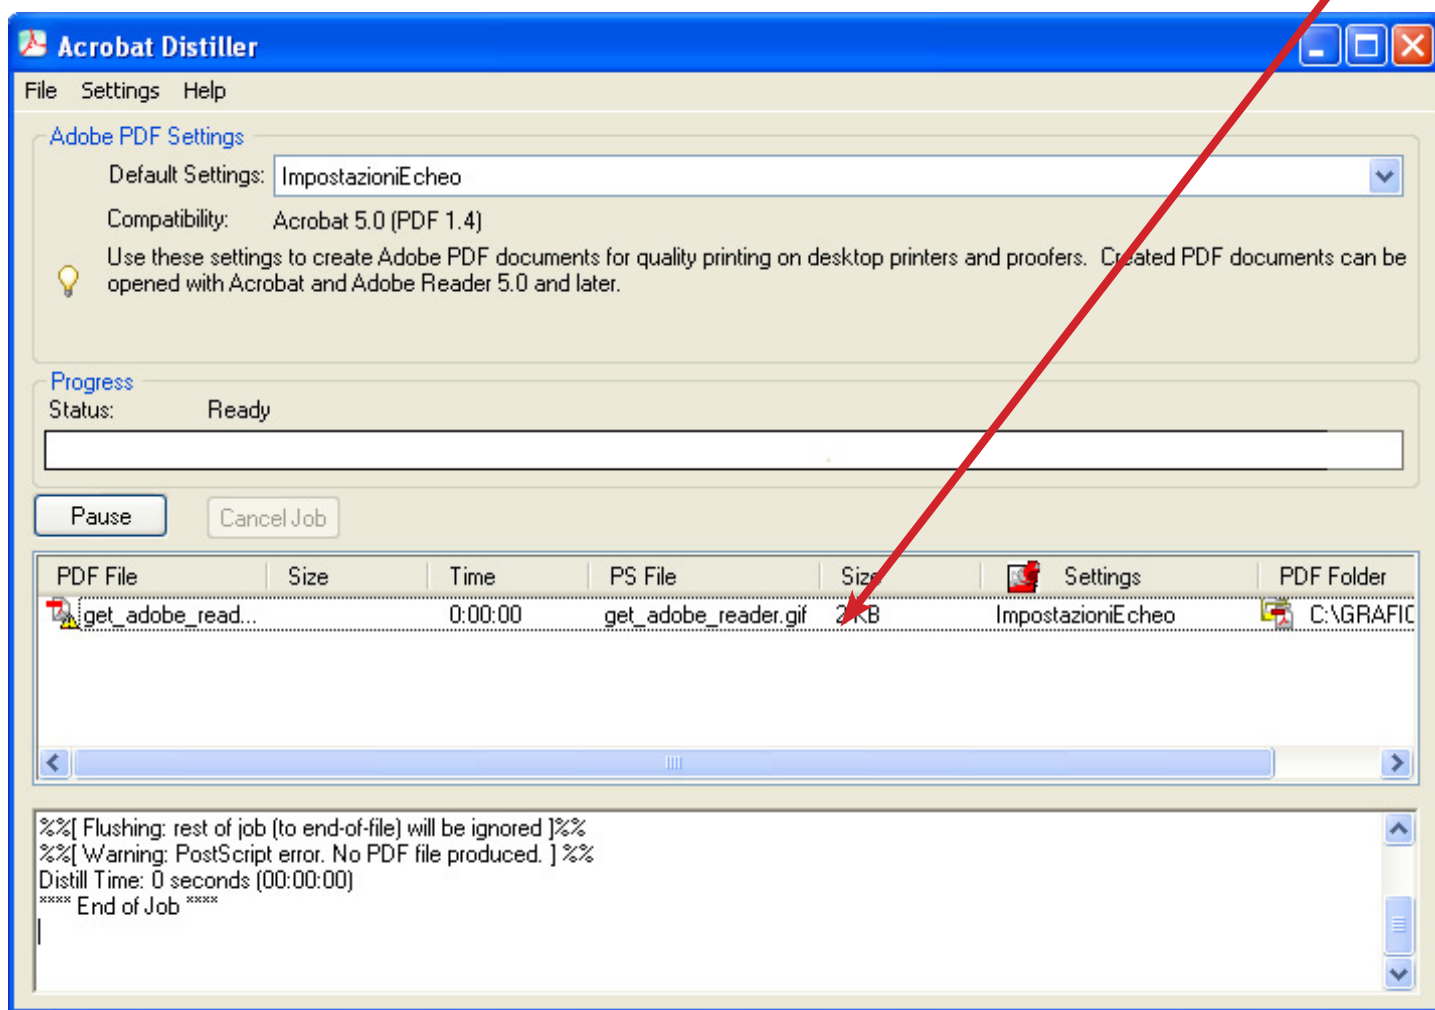 Acrobat Distiller
File Settings Help
Adobe PDF Settings
Default Settings: ImpostazioniEcheo
Compatibility: Acrobat 5.0 (PDF 1.4)
Use these settings to create Adobe PDF documents for quality printing on desktop printers and proofers. Created PDF documents can be
opened with Acrobat and Adobe Reader 5.0 and later.
Progress
Status: Ready
Pause Cancel Job
PDF File Size Time PS File Size Settings PDF Folder
get_adobe_read... 0:00:00 get_adobe_reader.gif 2 KB ImpostazioniEcheo C:\GRAFIC
%%[ Flushing: rest of job (to end-of-file) will be ignored ]%%
%%[ Warning: PostScript error. No PDF file produced. ] %%
Distill Time: 0 seconds (00:00:00)
**** End of Job ****